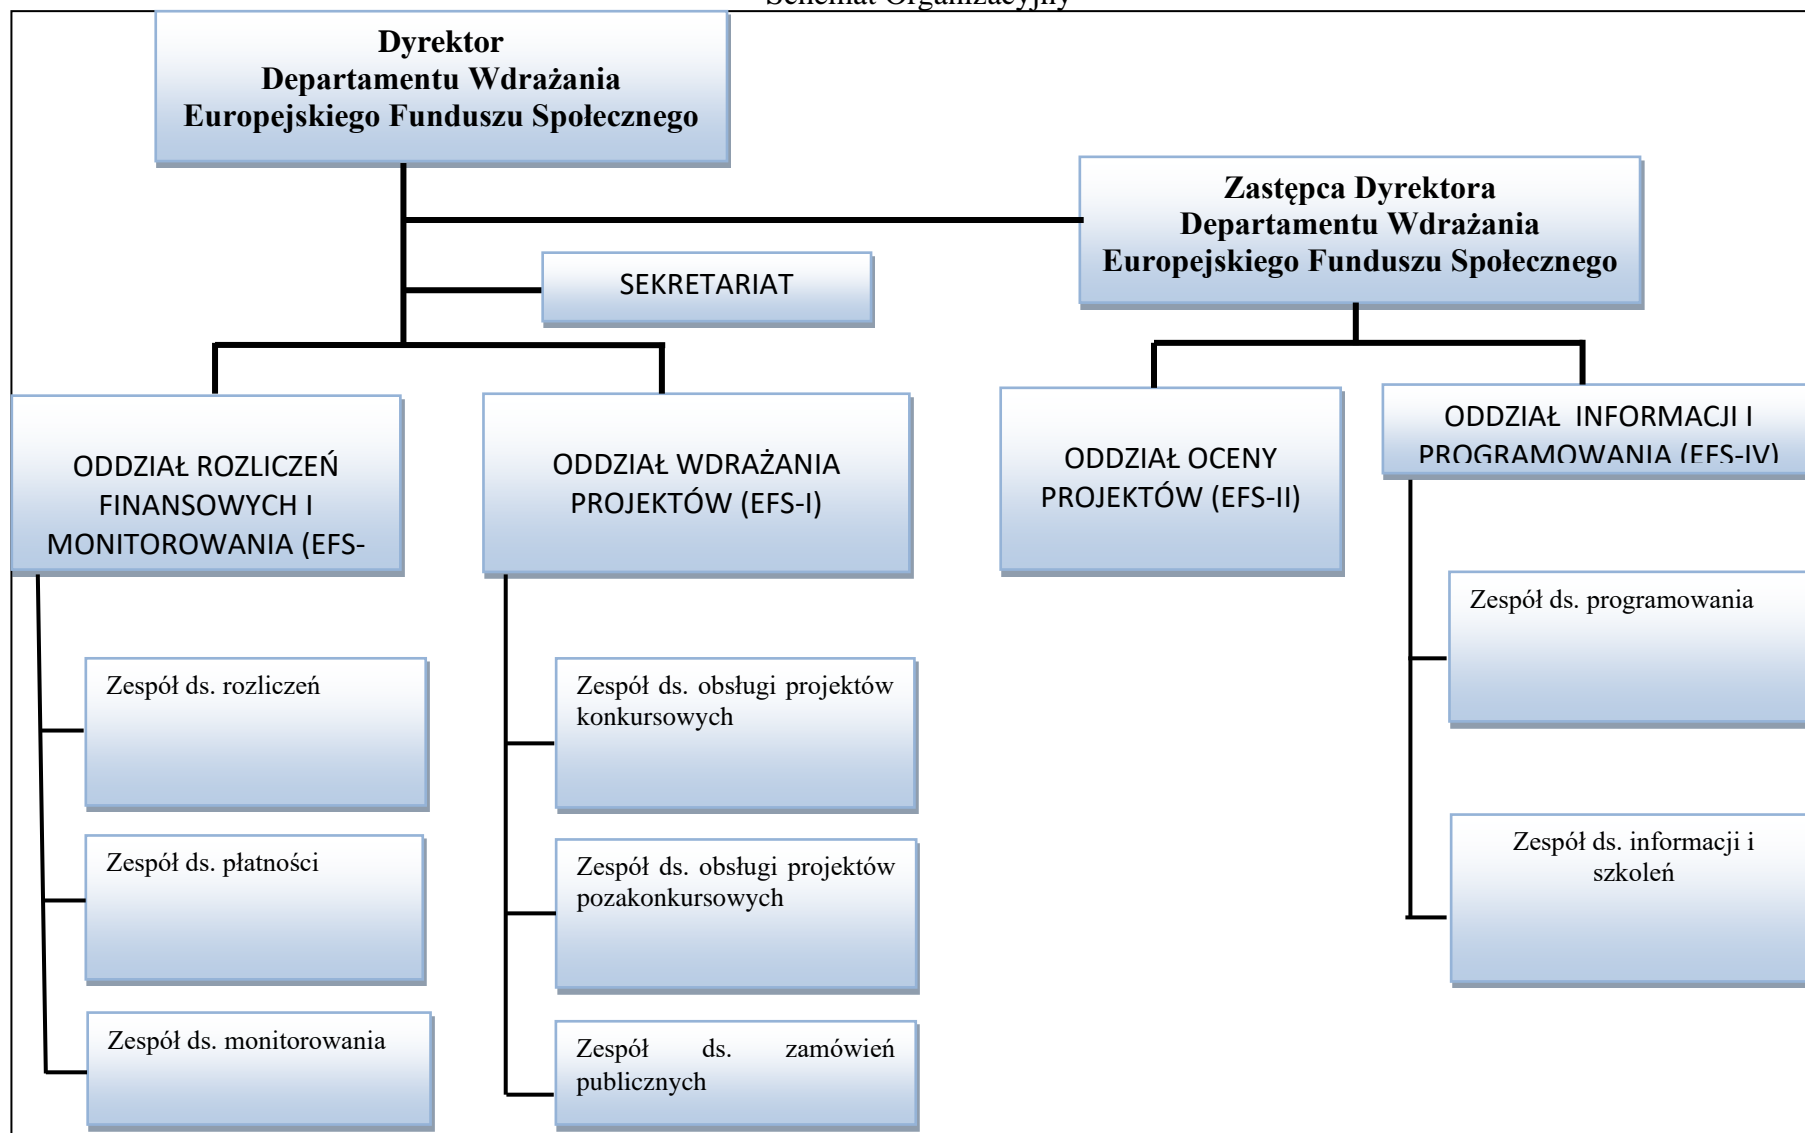 Schemat Organizacyjny
Dyrektor
Departamentu Wdrażania
Europejskiego Funduszu Społecznego
Zastępca Dyrektora
Departamentu Wdrażania
Europejskiego Funduszu Społecznego
SEKRETARIAT
ODDZIAŁ ROZLICZEŃ
FINANSOWYCH I
MONITOROWANIA (EFS-
ODDZIAŁ WDRAŻANIA
PROJEKTÓW (EFS-I)
ODDZIAŁ OCENY
PROJEKTÓW (EFS-II)
ODDZIAŁ INFORMACJI I
PROGRAMOWANIA (EFS-IV)
Zespół ds. rozliczeń
Zespół ds. płatności
Zespół ds. monitorowania
Zespół ds. obsługi projektów
konkursowych
Zespół ds. obsługi projektów
pozakonkursowych
Zespół ds. zamówień
publicznych
Zespół ds. programowania
Zespół ds. informacji i
szkoleń